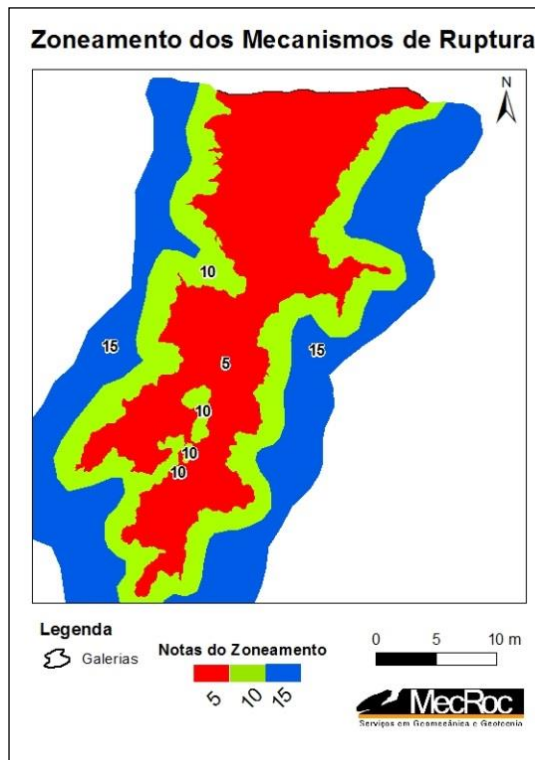 Zoneamento dos Mecanismos de Ruptura
N
10
15
15
5
10
10
10
Legenda
Galerias
Notas do Zoneamento
5 10 15
0 5 10 m
MecRoc
Serviços em Geomecânica e Geotecnia